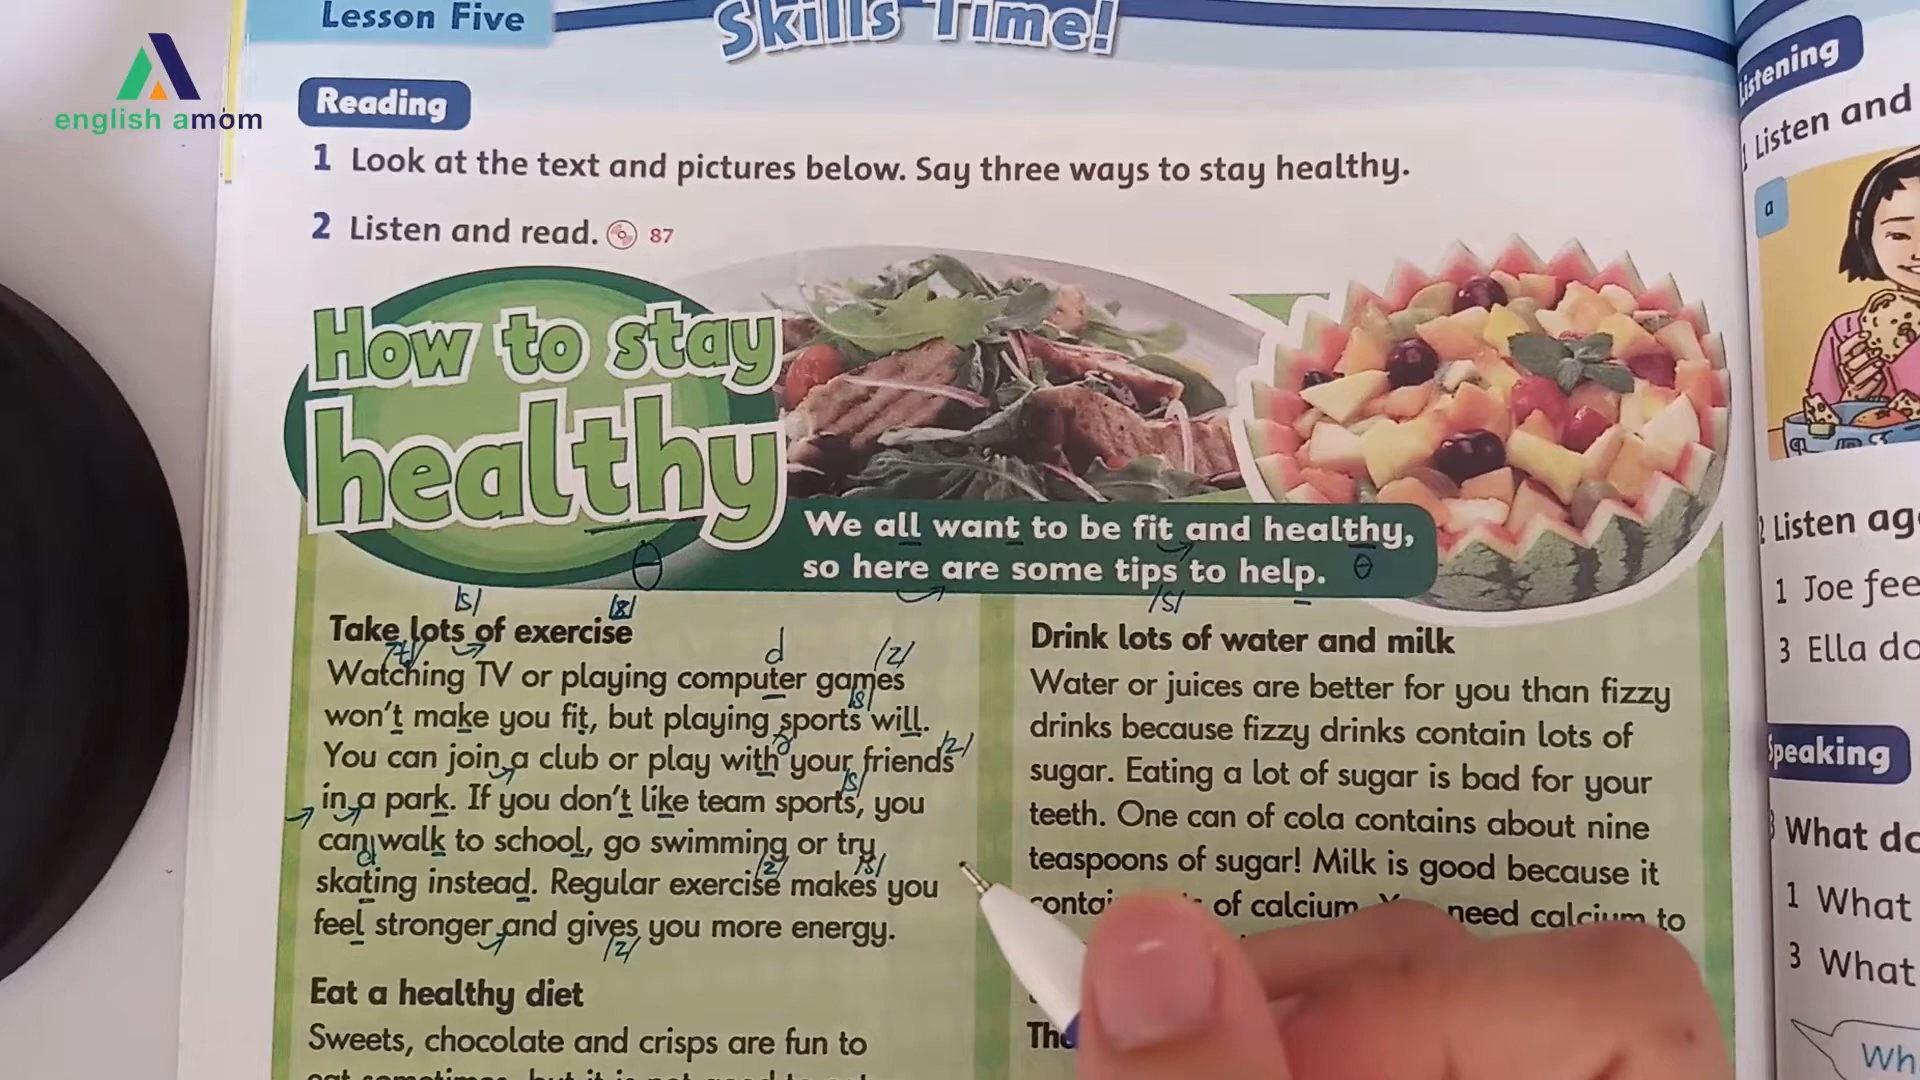 english amom
Lesson Five
Skills Time!
Reading
1 Look at the text and pictures below. Say three ways to stay healthy.
2 Listen and read. 87
How to stay
healthy
We all want to be fit and healthy,
so here are some tips to help.
θ
θ
/s/
/s/
/z/
Take lots of exercise
d
/z/
Watching TV or playing computer games
/s/
won't make you fit, but playing sports will.
/z/
You can join a club or play with your friends
/s/
in a park. If you don't like team sports, you
can walk to school, go swimming or try
d
/z/
/s/
skating instead. Regular exercise makes you
feel stronger and gives you more energy.
/z/
Eat a healthy diet
Sweets, chocolate and crisps are fun to
Drink lots of water and milk
Water or juices are better for you than fizzy
drinks because fizzy drinks contain lots of
sugar. Eating a lot of sugar is bad for your
teeth. One can of cola contains about nine
teaspoons of sugar! Milk is good because it
of calcium. need calcium to
Listening
Listen and
a
2 Listen ag
1 Joe fee
3 Ella do
Speaking
What do
1 What
3 What
Wh